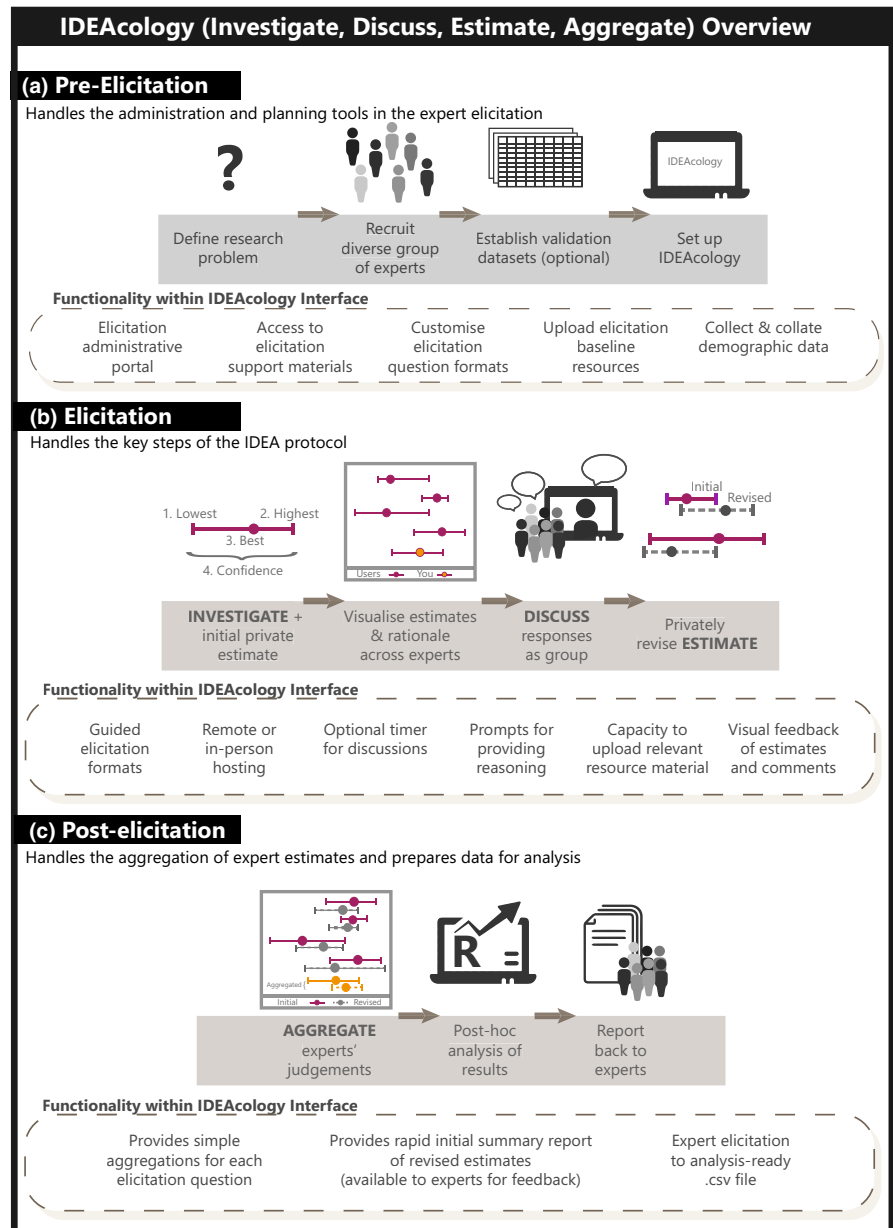 IDEAcology (Investigate, Discuss, Estimate, Aggregate) Overview
(a) Pre-Elicitation
Handles the administration and planning tools in the expert elicitation
?
IDEAcology
Define research
problem
Recruit
diverse group
of experts
Establish validation
datasets (optional)
Set up
IDEAcology
Functionality within IDEAcology Interface
Elicitation
administrative
portal
Access to
elicitation
support materials
Customise
elicitation
question formats
Upload elicitation
baseline
resources
Collect & collate
demographic data
(b) Elicitation
Handles the key steps of the IDEA protocol
1. Lowest
2. Highest
3. Best
4. Confidence
Users
You
Initial
Revised
INVESTIGATE +
initial private
estimate
Visualise estimates
& rationale
across experts
DISCUSS
responses
as group
Privately
revise ESTIMATE
Functionality within IDEAcology Interface
Guided
elicitation
formats
Remote or
in-person
hosting
Optional timer
for discussions
Prompts for
providing
reasoning
Capacity to
upload relevant
resource material
Visual feedback
of estimates
and comments
(c) Post-elicitation
Handles the aggregation of expert estimates and prepares data for analysis
Aggregated {
Initial
Revised
R
AGGREGATE
experts'
judgements
Post-hoc
analysis of
results
Report
back to
experts
Functionality within IDEAcology Interface
Provides simple
aggregations for each
elicitation question
Provides rapid initial summary report
of revised estimates
(available to experts for feedback)
Expert elicitation
to analysis-ready
.csv file